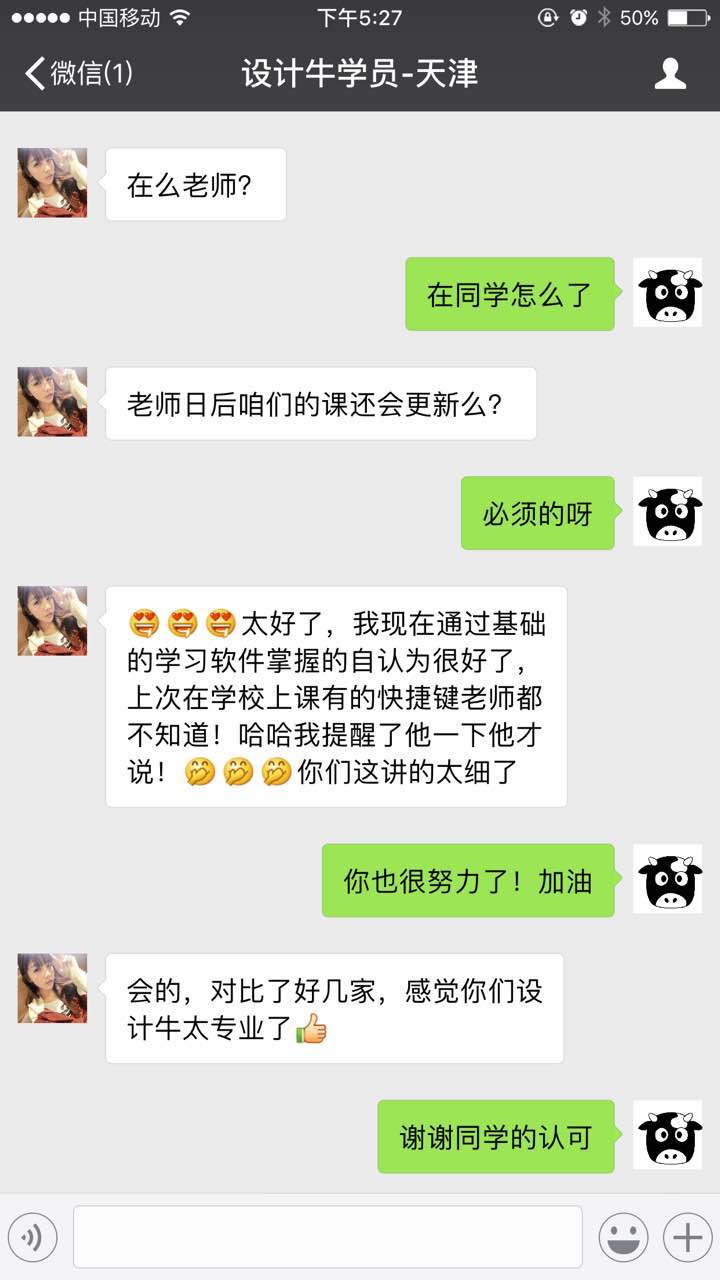 中国移动 下午5:27 50%
微信(1) 设计牛学员-天津
在么老师?
在同学怎么了
老师日后咱们的课还会更新么?
必须的呀
😍😍😍太好了，我现在通过基础
的学习软件掌握的自认为很好了，
上次在学校上课有的快捷键老师都
不知道！哈哈我提醒了他一下他才
说！🤭🤭🤭你们这讲的太细了
你也很努力了！加油
会的，对比了好几家，感觉你们设
计牛太专业了👍
谢谢同学的认可